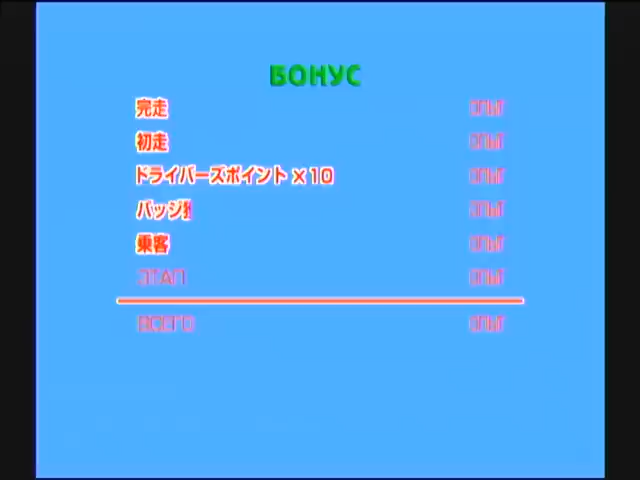 БОНУС
完走 ОПЫТ
初走 ОПЫТ
ドライバーズポイント x10 ОПЫТ
バッジ ОПЫТ
乗客 ОПЫТ
ЭТАП ОПЫТ
ВСЕГО ОПЫТ